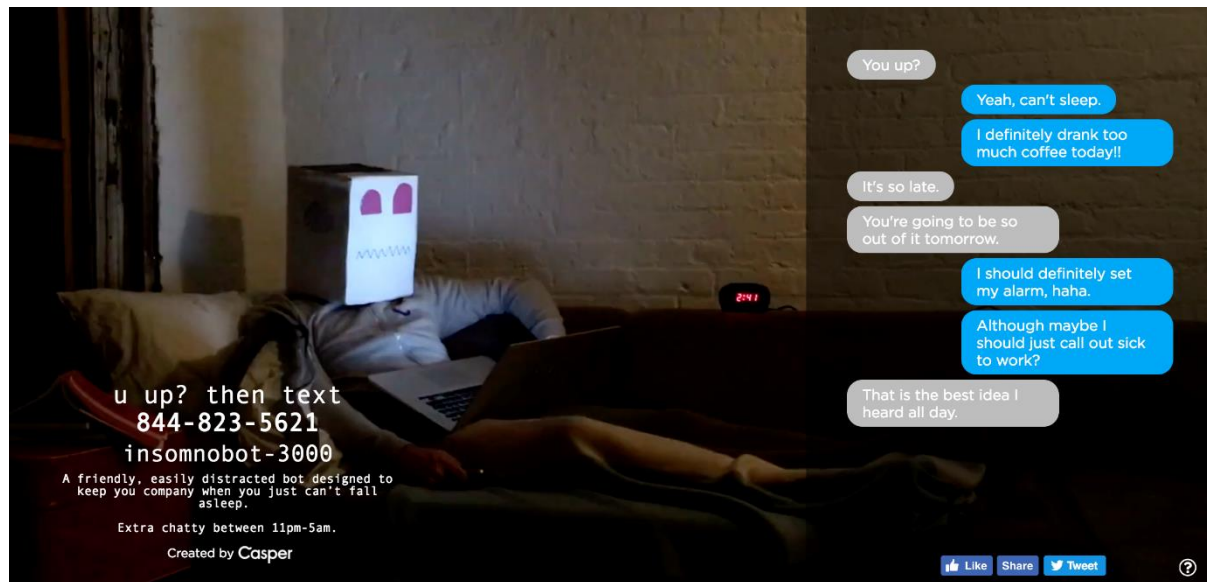 You up?
Yeah, can't sleep.
I definitely drank too
much coffee today!!
It's so late.
You're going to be so
out of it tomorrow.
I should definitely set
my alarm, haha.
Although maybe I
should just call out sick
to work?
That is the best idea I
heard all day.
2:41
u up? then text
844-823-5621
insomnobot-3000
A friendly, easily distracted bot designed to
keep you company when you just can't fall
asleep.
Extra chatty between 11pm-5am.
Created by Casper
Like Share Tweet
?